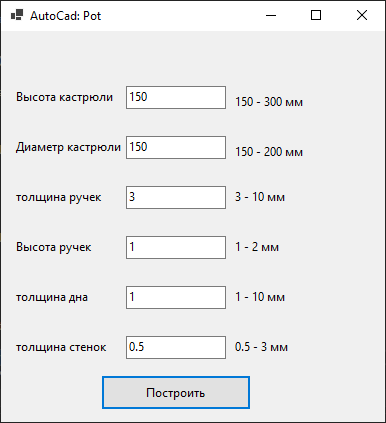 AutoCad: Pot
Высота кастрюли 150 150 - 300 мм
Диаметр кастрюли 150 150 - 200 мм
толщина ручек 3 3 - 10 мм
Высота ручек 1 1 - 2 мм
толщина дна 1 1 - 10 мм
толщина стенок 0.5 0.5 - 3 мм
Построить